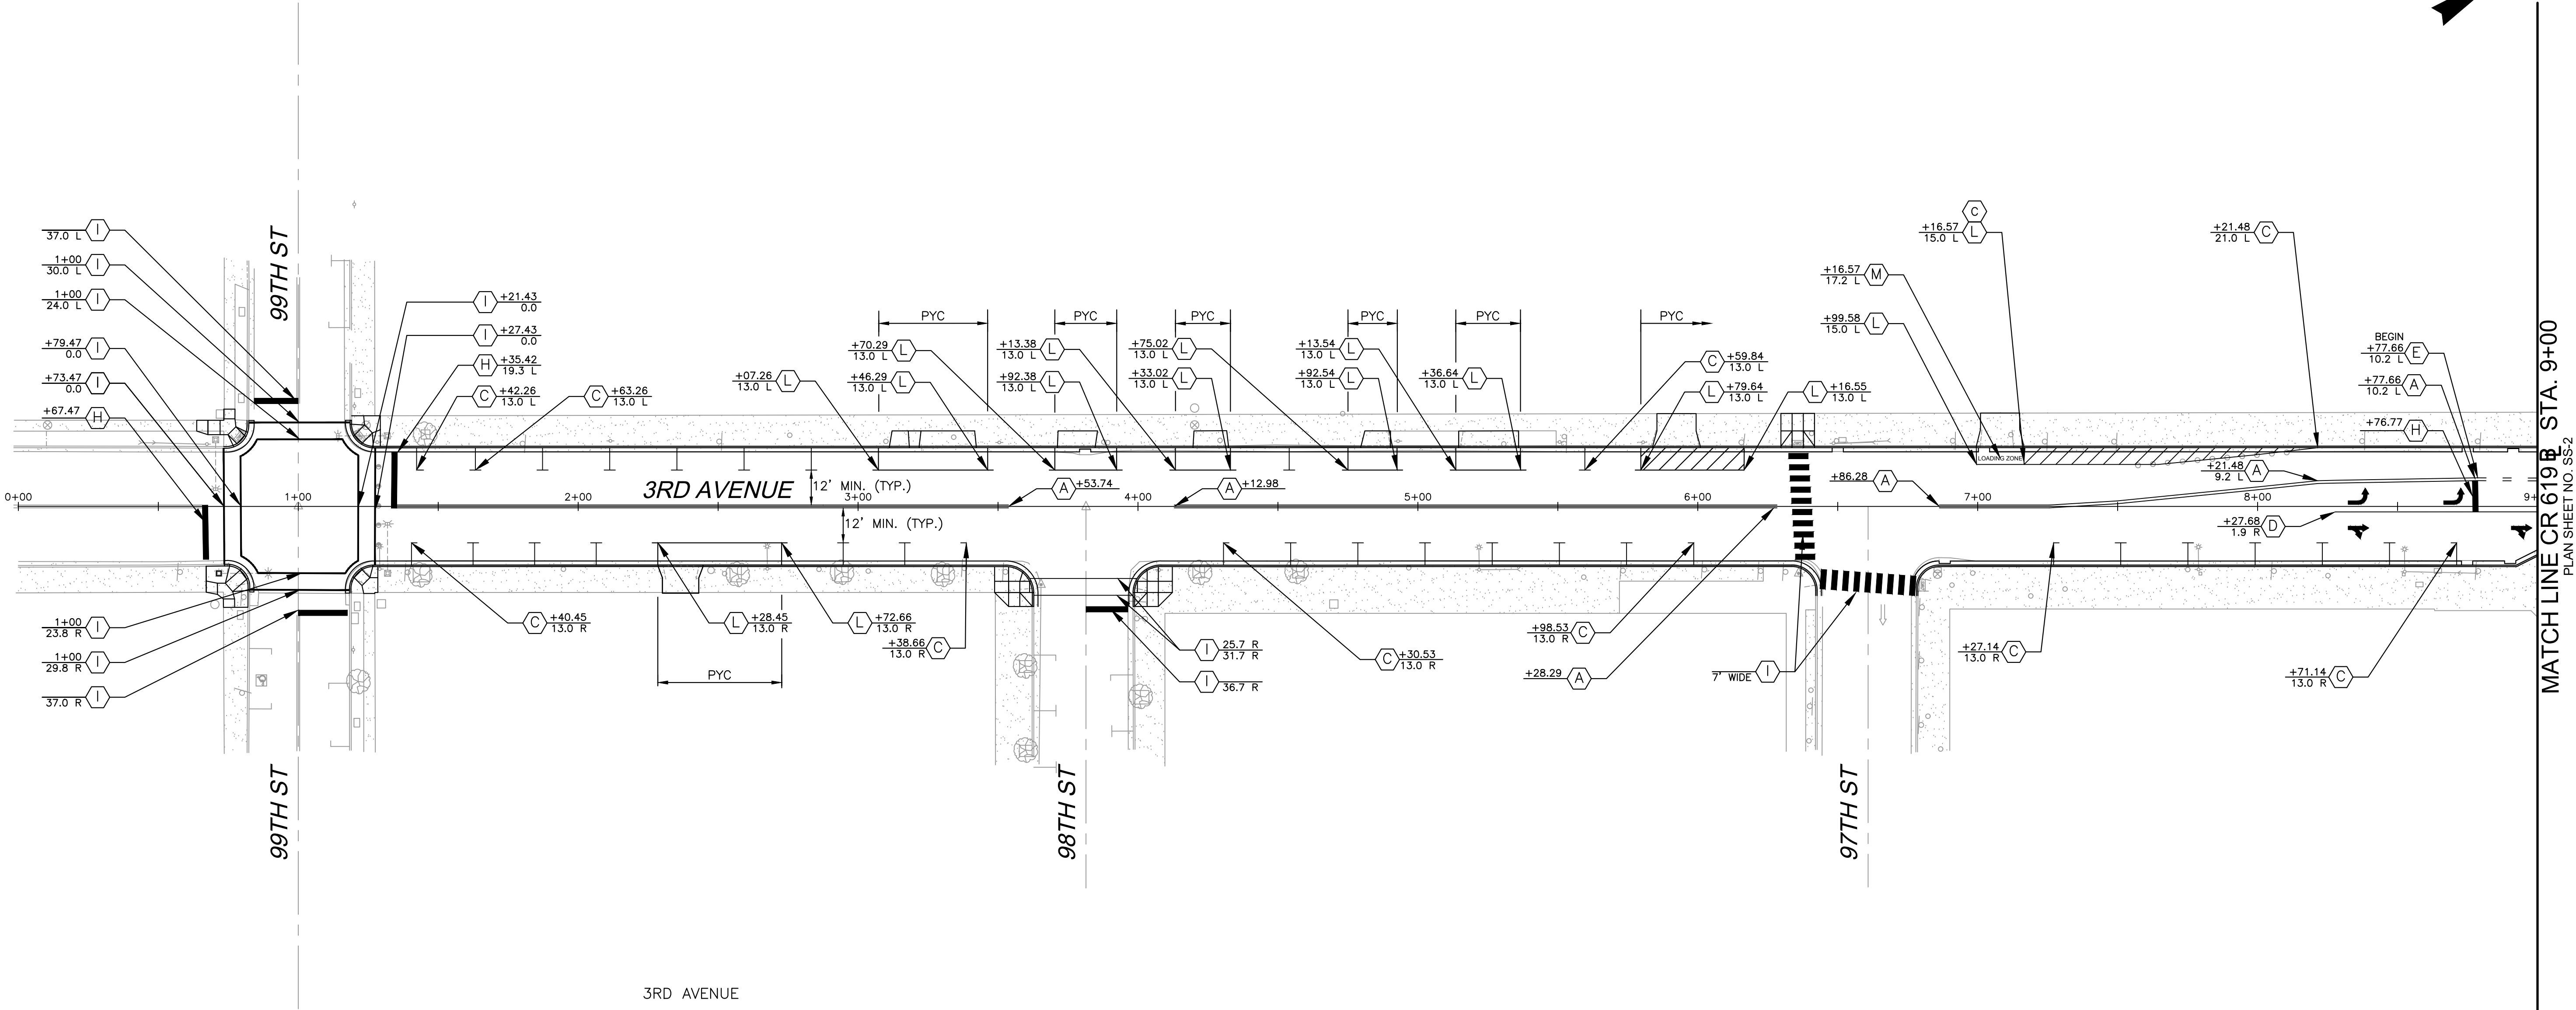 99TH ST
37.0 L I
1+00
30.0 L I
1+00
24.0 L I
+79.47
0.0 I
+73.47
0.0 I
+67.47 H
I +21.43
0.0
I +27.43
0.0
H +35.42
19.3 L
C +42.26
13.0 L
C +63.26
13.0 L
PYC
PYC
PYC
PYC
PYC
PYC
+07.26
13.0 L L
+70.29
13.0 L L
+46.29
13.0 L L
+13.38
13.0 L L
+92.38
13.0 L L
+75.02
13.0 L L
+33.02
13.0 L L
+13.54
13.0 L L
+92.54
13.0 L L
+36.64
13.0 L L
C +59.84
13.0 L
L +79.64
13.0 L
L +16.55
13.0 L
C
+16.57
15.0 L L
+16.57
17.2 L M
+99.58
15.0 L L
+21.48
21.0 L C
BEGIN
+77.66
10.2 L E
+77.66
10.2 L A
+76.77 H
+21.48
9.2 L A
LOADING ZONE
3RD AVENUE
12' MIN. (TYP.)
12' MIN. (TYP.)
A +53.74
A +12.98
+86.28 A
0+00
1+00
2+00
3+00
4+00
5+00
6+00
7+00
8+00
9+
+27.68
1.9 R D
1+00
23.8 R I
1+00
29.8 R I
37.0 R I
C +40.45
13.0 R
L +28.45
13.0 R
L +72.66
13.0 R
+38.66
13.0 R C
PYC
I 25.7 R
31.7 R
I 36.7 R
C +30.53
13.0 R
+98.53
13.0 R C
+28.29 A
7' WIDE I
+27.14
13.0 R C
+71.14
13.0 R C
99TH ST
98TH ST
97TH ST
3RD AVENUE
MATCH LINE CR 619 STA. 9+00
PLAN SHEET NO. SS-2